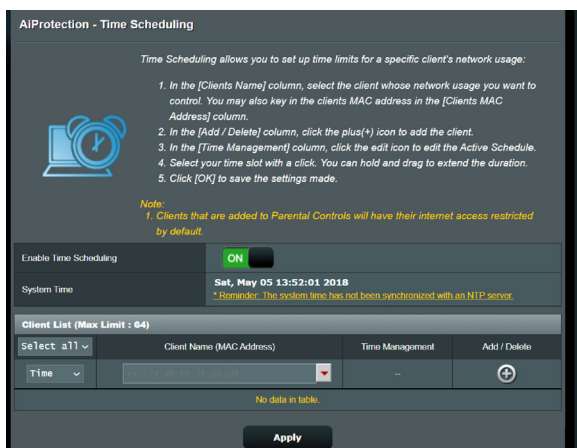 AiProtection - Time Scheduling
Time Scheduling allows you to set up time limits for a specific client's network usage:
1. In the [Clients Name] column, select the client whose network usage you want to
control. You may also key in the clients MAC address in the [Clients MAC
Address] column.
2. In the [Add / Delete] column, click the plus(+) icon to add the client.
3. In the [Time Management] column, click the edit icon to edit the Active Schedule.
4. Select your time slot with a click. You can hold and drag to extend the duration.
5. Click [OK] to save the settings made.
Note:
1. Clients that are added to Parental Controls will have their internet access restricted
by default.
Enable Time Scheduling ON
System Time Sat, May 05 13:52:01 2018
* Reminder: The system time has not been synchronized with an NTP server.
Client List (Max Limit : 64)
Select all Client Name (MAC Address) Time Management Add / Delete
Time ex: --
No data in table.
Apply